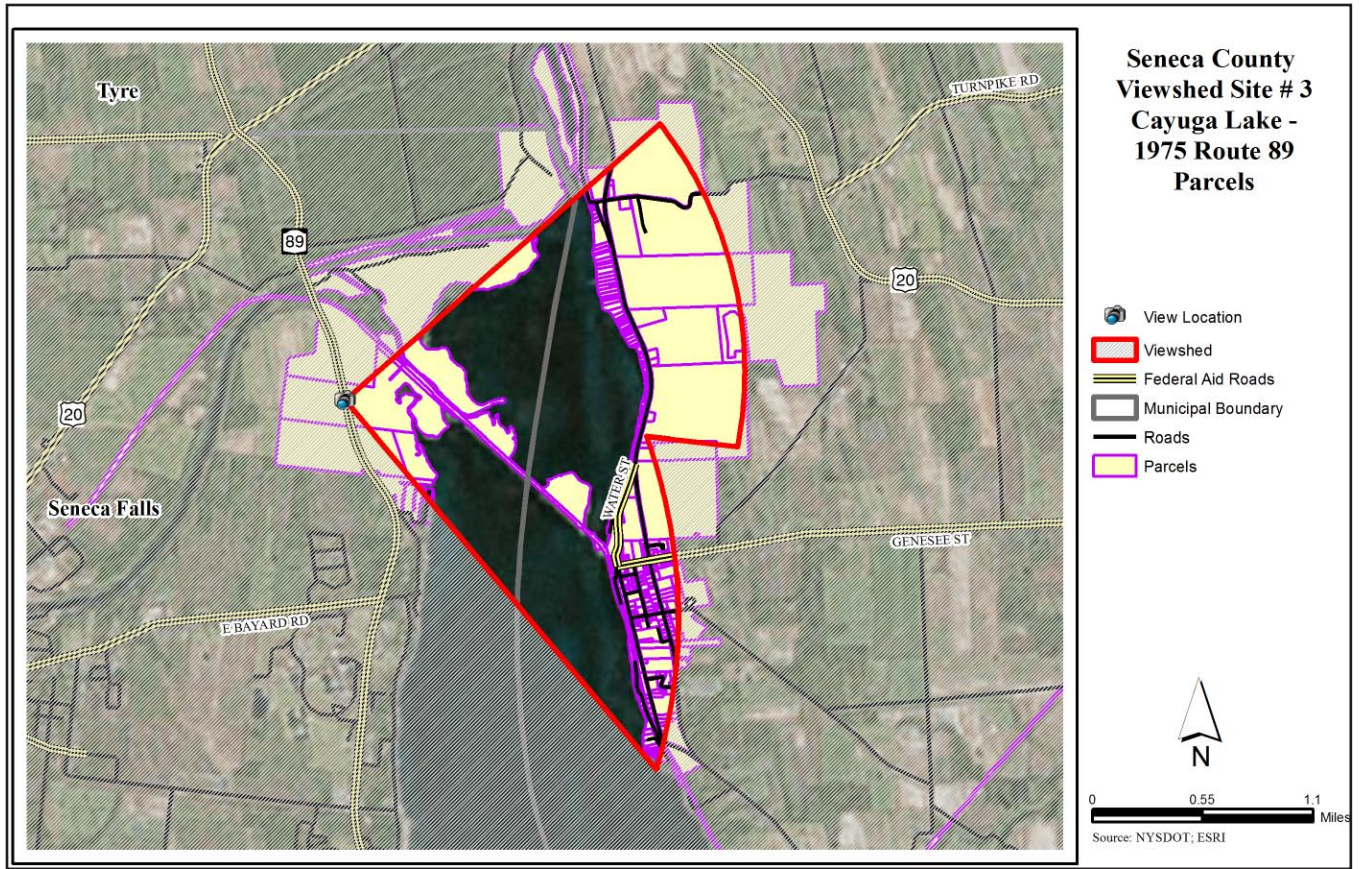 Seneca County
Viewshed Site # 3
Cayuga Lake -
1975 Route 89
Parcels
Tyre
TURNPIKE RD
89
20
20
WATER ST
Seneca Falls
GENESEE ST
E BAYARD RD
View Location
Viewshed
Federal Aid Roads
Municipal Boundary
Roads
Parcels
N
0 0.55 1.1
Miles
Source: NYSDOT; ESRI